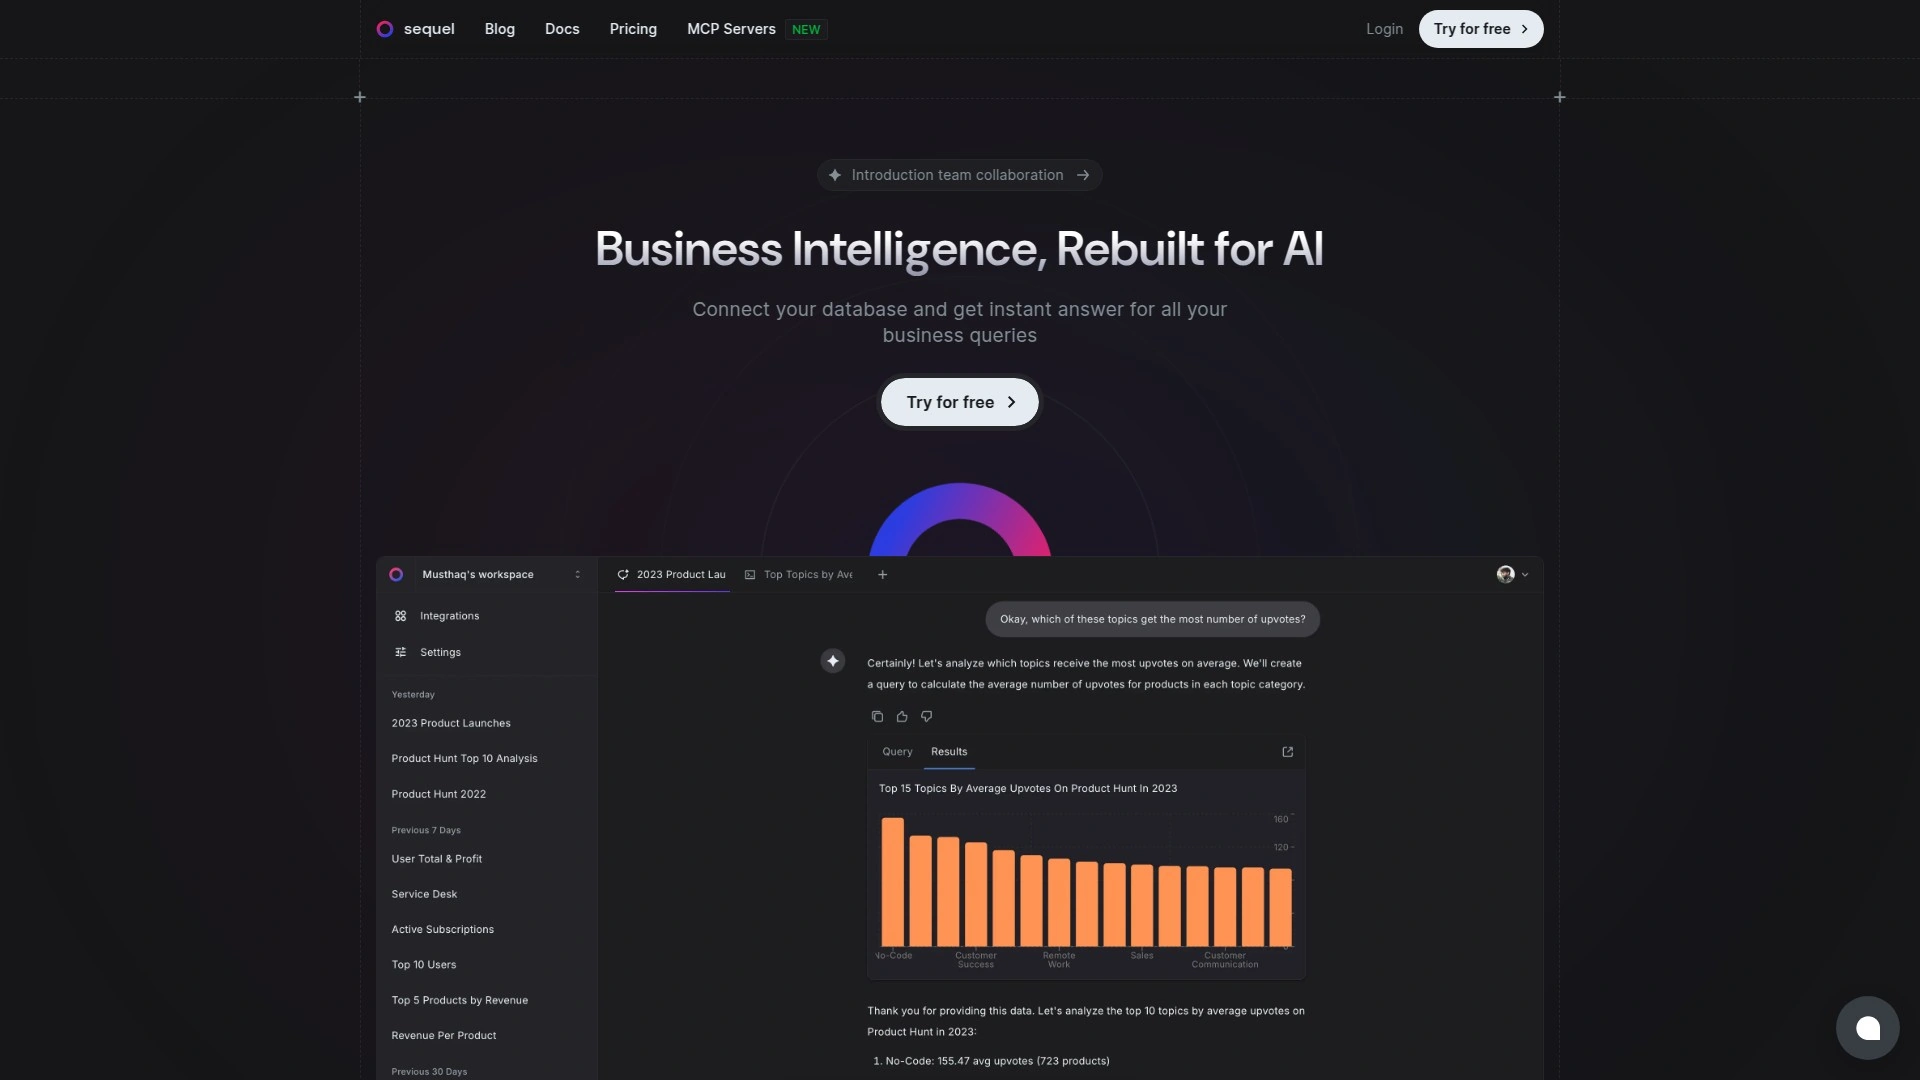 sequel
Blog
Docs
Pricing
MCP Servers
NEW
Login
Try for free
Introduction team collaboration
Business Intelligence, Rebuilt for AI
Connect your database and get instant answer for all your
business queries
Try for free
Musthaq's workspace
2023 Product Lau
Top Topics by Ave
Integrations
Settings
Yesterday
2023 Product Launches
Product Hunt Top 10 Analysis
Product Hunt 2022
Previous 7 Days
User Total & Profit
Service Desk
Active Subscriptions
Top 10 Users
Top 5 Products by Revenue
Revenue Per Product
Previous 30 Days
Okay, which of these topics get the most number of upvotes?
Certainly! Let's analyze which topics receive the most upvotes on average. We'll create
a query to calculate the average number of upvotes for products in each topic category.
Query
Results
Top 15 Topics By Average Upvotes On Product Hunt In 2023
160
120
0
No-Code
Customer
Success
Remote
Work
Sales
Customer
Communication
Thank you for providing this data. Let's analyze the top 10 topics by average upvotes on
Product Hunt in 2023:
1. No-Code: 155.47 avg upvotes (723 products)